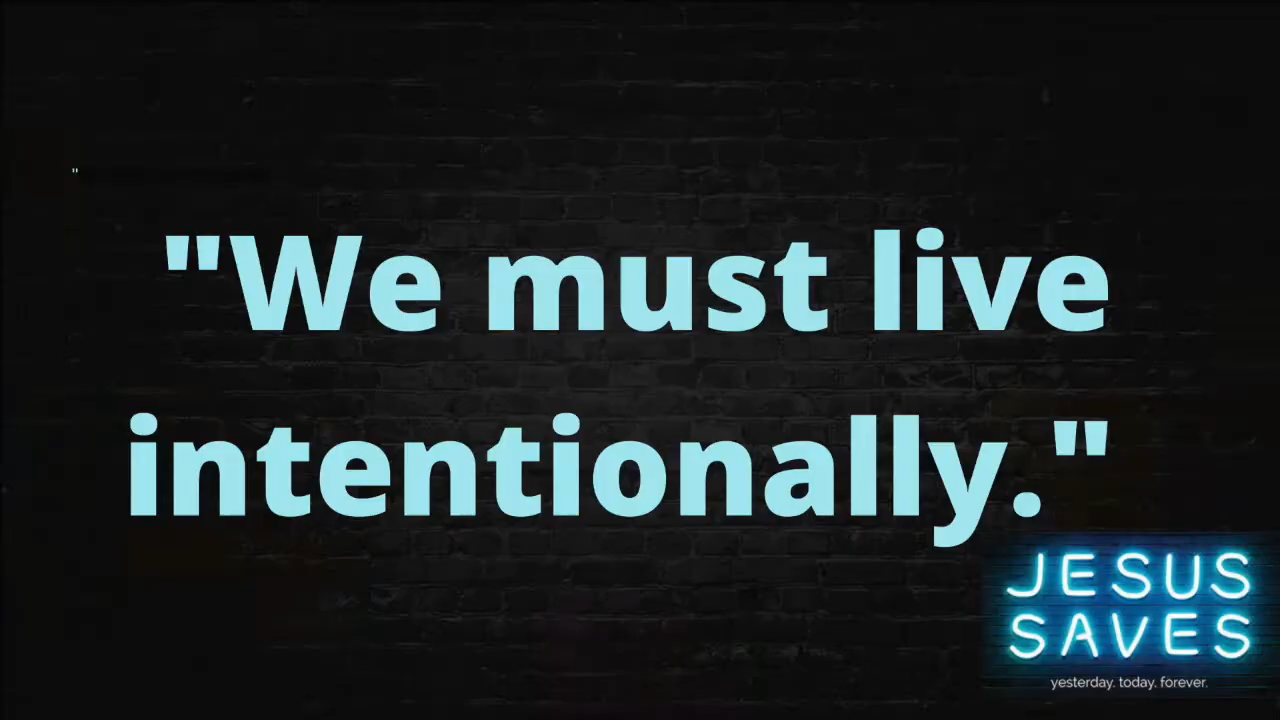 "
"We must live
intentionally."
JESUS
SAVES
yesterday. today. forever.